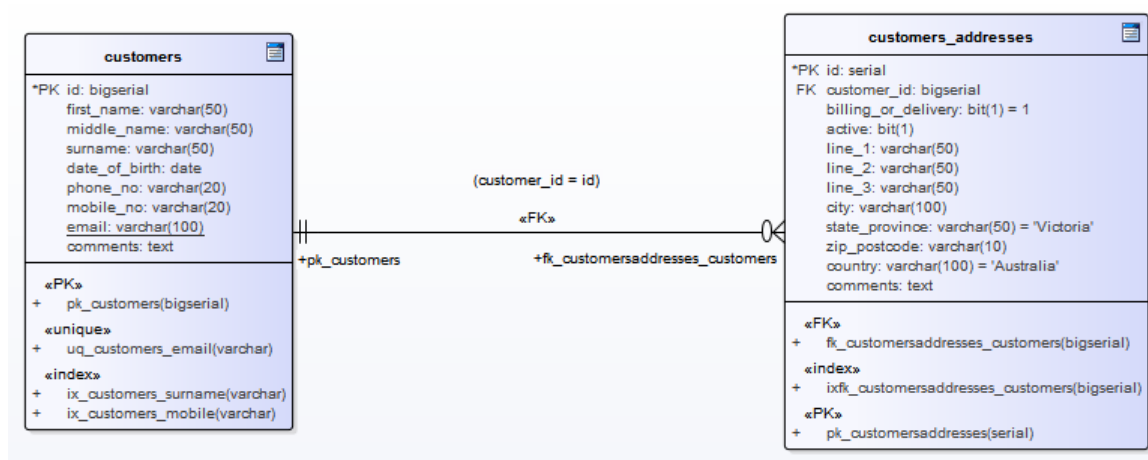 customers
*PK id: bigserial
first_name: varchar(50)
middle_name: varchar(50)
surname: varchar(50)
date_of_birth: date
phone_no: varchar(20)
mobile_no: varchar(20)
email: varchar(100)
comments: text
«PK»
+ pk_customers(bigserial)
«unique»
+ uq_customers_email(varchar)
«index»
+ ix_customers_surname(varchar)
+ ix_customers_mobile(varchar)
(customer_id = id)
«FK»
+pk_customers
+fk_customersaddresses_customers
customers_addresses
*PK id: serial
FK customer_id: bigserial
billing_or_delivery: bit(1) = 1
active: bit(1)
line_1: varchar(50)
line_2: varchar(50)
line_3: varchar(50)
city: varchar(100)
state_province: varchar(50) = 'Victoria'
zip_postcode: varchar(10)
country: varchar(100) = 'Australia'
comments: text
«FK»
+ fk_customersaddresses_customers(bigserial)
«index»
+ ixfk_customersaddresses_customers(bigserial)
«PK»
+ pk_customersaddresses(serial)